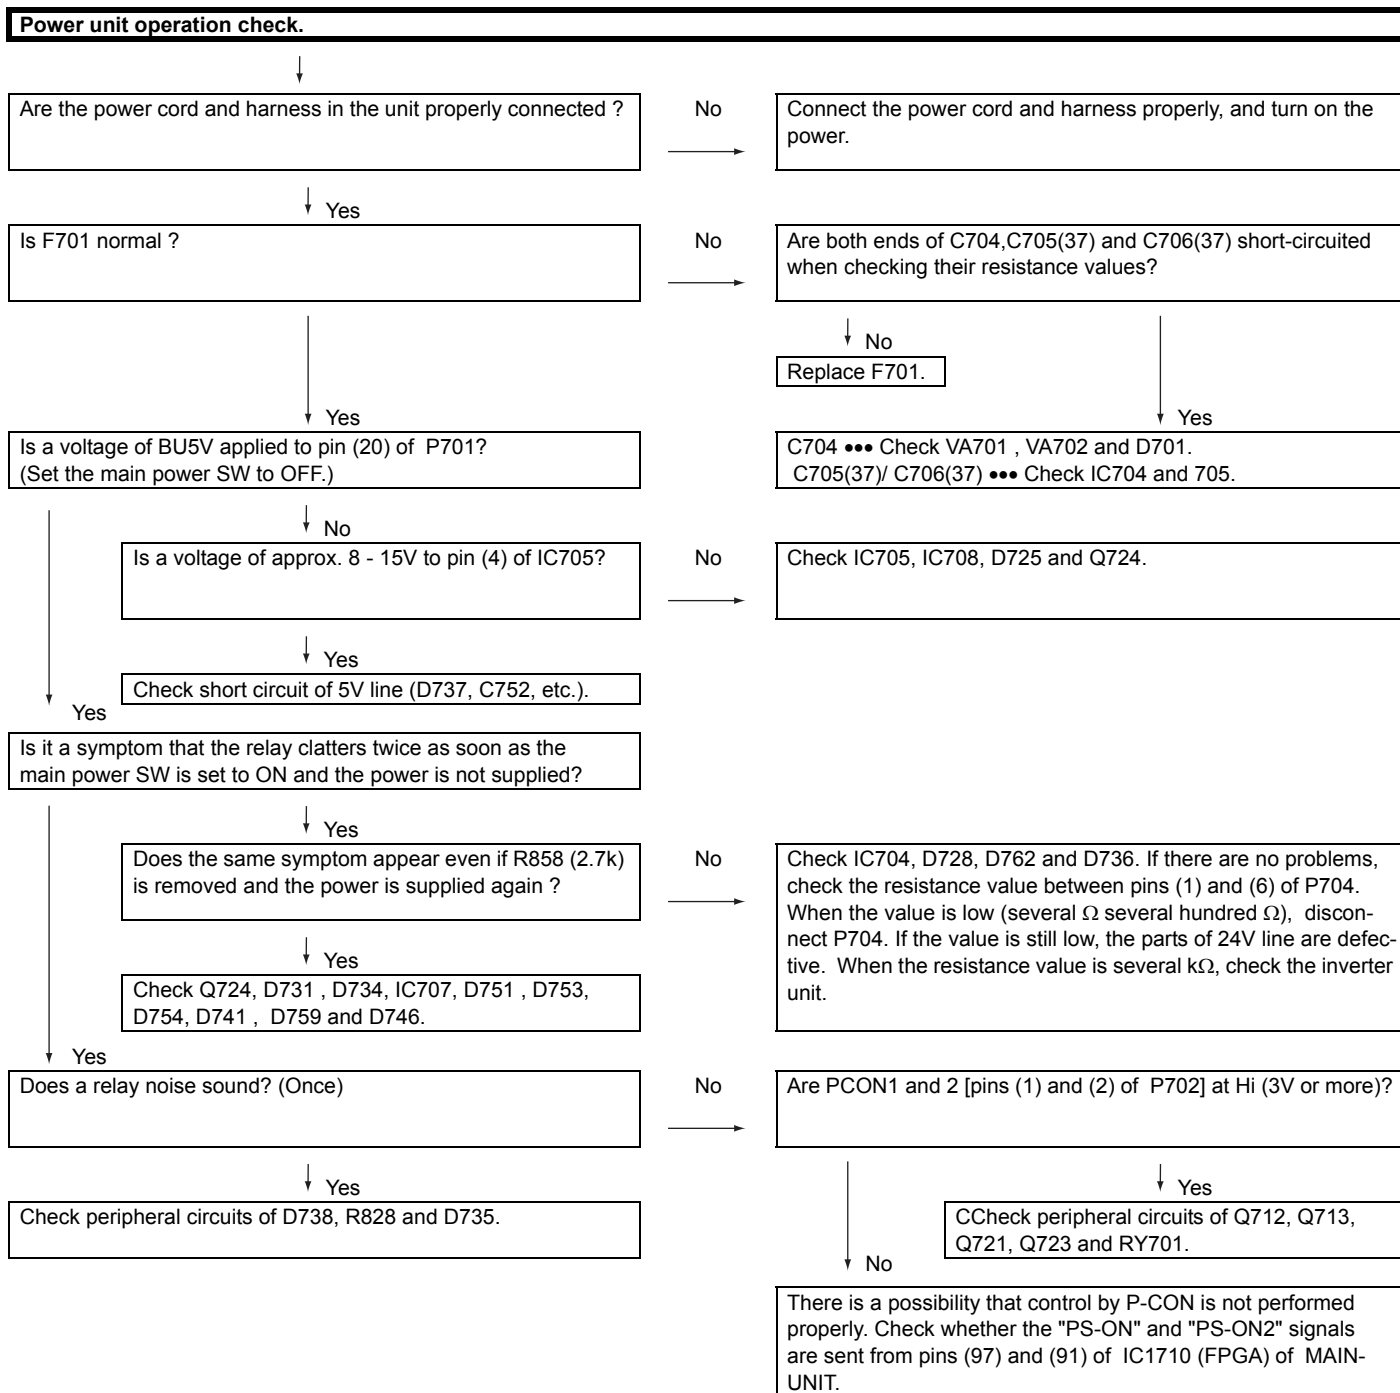 Power unit operation check.
Are the power cord and harness in the unit properly connected ?
No
Connect the power cord and harness properly, and turn on the
power.
Yes
Is F701 normal ?
No
Are both ends of C704,C705(37) and C706(37) short-circuited
when checking their resistance values?
No
Replace F701.
Yes
Yes
Is a voltage of BU5V applied to pin (20) of P701?
(Set the main power SW to OFF.)
C704 ••• Check VA701 , VA702 and D701.
C705(37)/ C706(37) ••• Check IC704 and 705.
No
Is a voltage of approx. 8 - 15V to pin (4) of IC705?
No
Check IC705, IC708, D725 and Q724.
Yes
Check short circuit of 5V line (D737, C752, etc.).
Yes
Is it a symptom that the relay clatters twice as soon as the
main power SW is set to ON and the power is not supplied?
Yes
Does the same symptom appear even if R858 (2.7k)
is removed and the power is supplied again ?
No
Check IC704, D728, D762 and D736. If there are no problems,
check the resistance value between pins (1) and (6) of P704.
When the value is low (several Ω several hundred Ω), discon-
nect P704. If the value is still low, the parts of 24V line are defec-
tive. When the resistance value is several kΩ, check the inverter
unit.
Yes
Check Q724, D731 , D734, IC707, D751 , D753,
D754, D741 , D759 and D746.
Yes
Does a relay noise sound? (Once)
No
Are PCON1 and 2 [pins (1) and (2) of P702] at Hi (3V or more)?
Yes
Check peripheral circuits of D738, R828 and D735.
Yes
CCheck peripheral circuits of Q712, Q713,
Q721, Q723 and RY701.
No
There is a possibility that control by P-CON is not performed
properly. Check whether the "PS-ON" and "PS-ON2" signals
are sent from pins (97) and (91) of IC1710 (FPGA) of MAIN-
UNIT.